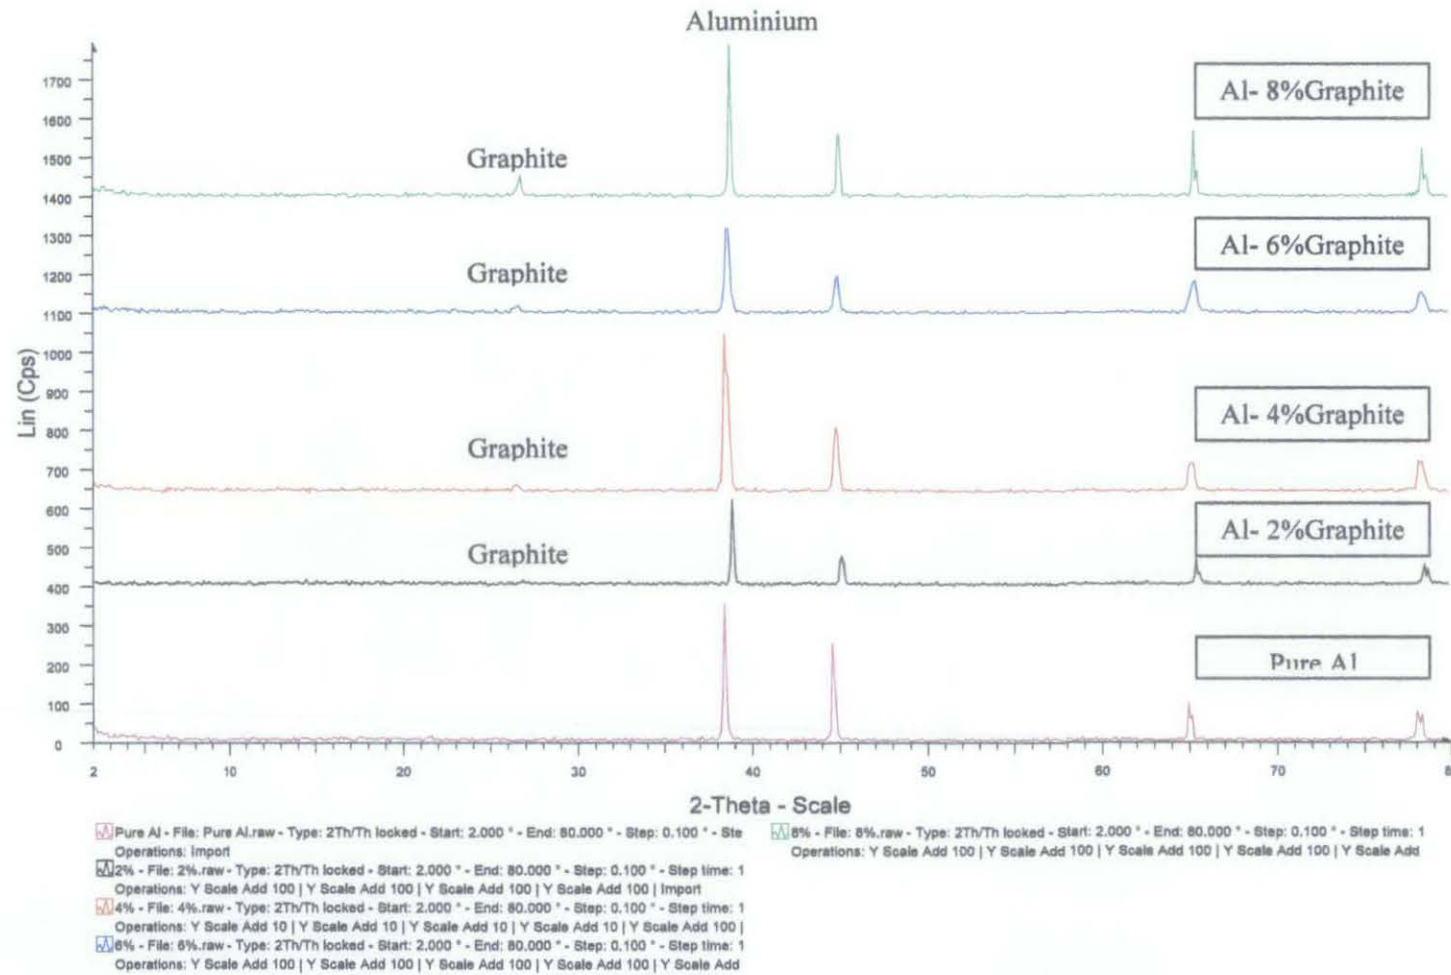 Aluminium
1700
Al- 8%Graphite
1600
1500
Graphite
1400
1300
Al- 6%Graphite
1200
Graphite
1100
1000
900
Al- 4%Graphite
800
Graphite
700
600
Al- 2%Graphite
500
Graphite
400
300
200
Pure Al
100
0
Lin (Cps)
2 10 20 30 40 50 60 70 8
2-Theta - Scale
Pure Al - File: Pure Al.raw - Type: 2Th/Th locked - Start: 2.000 ° - End: 80.000 ° - Step: 0.100 ° - Ste
Operations: Import
2% - File: 2%.raw - Type: 2Th/Th locked - Start: 2.000 ° - End: 80.000 ° - Step: 0.100 ° - Step time: 1
Operations: Y Scale Add 100 | Y Scale Add 100 | Y Scale Add 100 | Y Scale Add 100 | Import
4% - File: 4%.raw - Type: 2Th/Th locked - Start: 2.000 ° - End: 80.000 ° - Step: 0.100 ° - Step time: 1
Operations: Y Scale Add 10 | Y Scale Add 10 | Y Scale Add 10 | Y Scale Add 10 | Y Scale Add 100 |
6% - File: 6%.raw - Type: 2Th/Th locked - Start: 2.000 ° - End: 80.000 ° - Step: 0.100 ° - Step time: 1
Operations: Y Scale Add 100 | Y Scale Add 100 | Y Scale Add 100 | Y Scale Add 100 | Y Scale Add
8% - File: 8%.raw - Type: 2Th/Th locked - Start: 2.000 ° - End: 80.000 ° - Step: 0.100 ° - Step time: 1
Operations: Y Scale Add 100 | Y Scale Add 100 | Y Scale Add 100 | Y Scale Add 100 | Y Scale Add